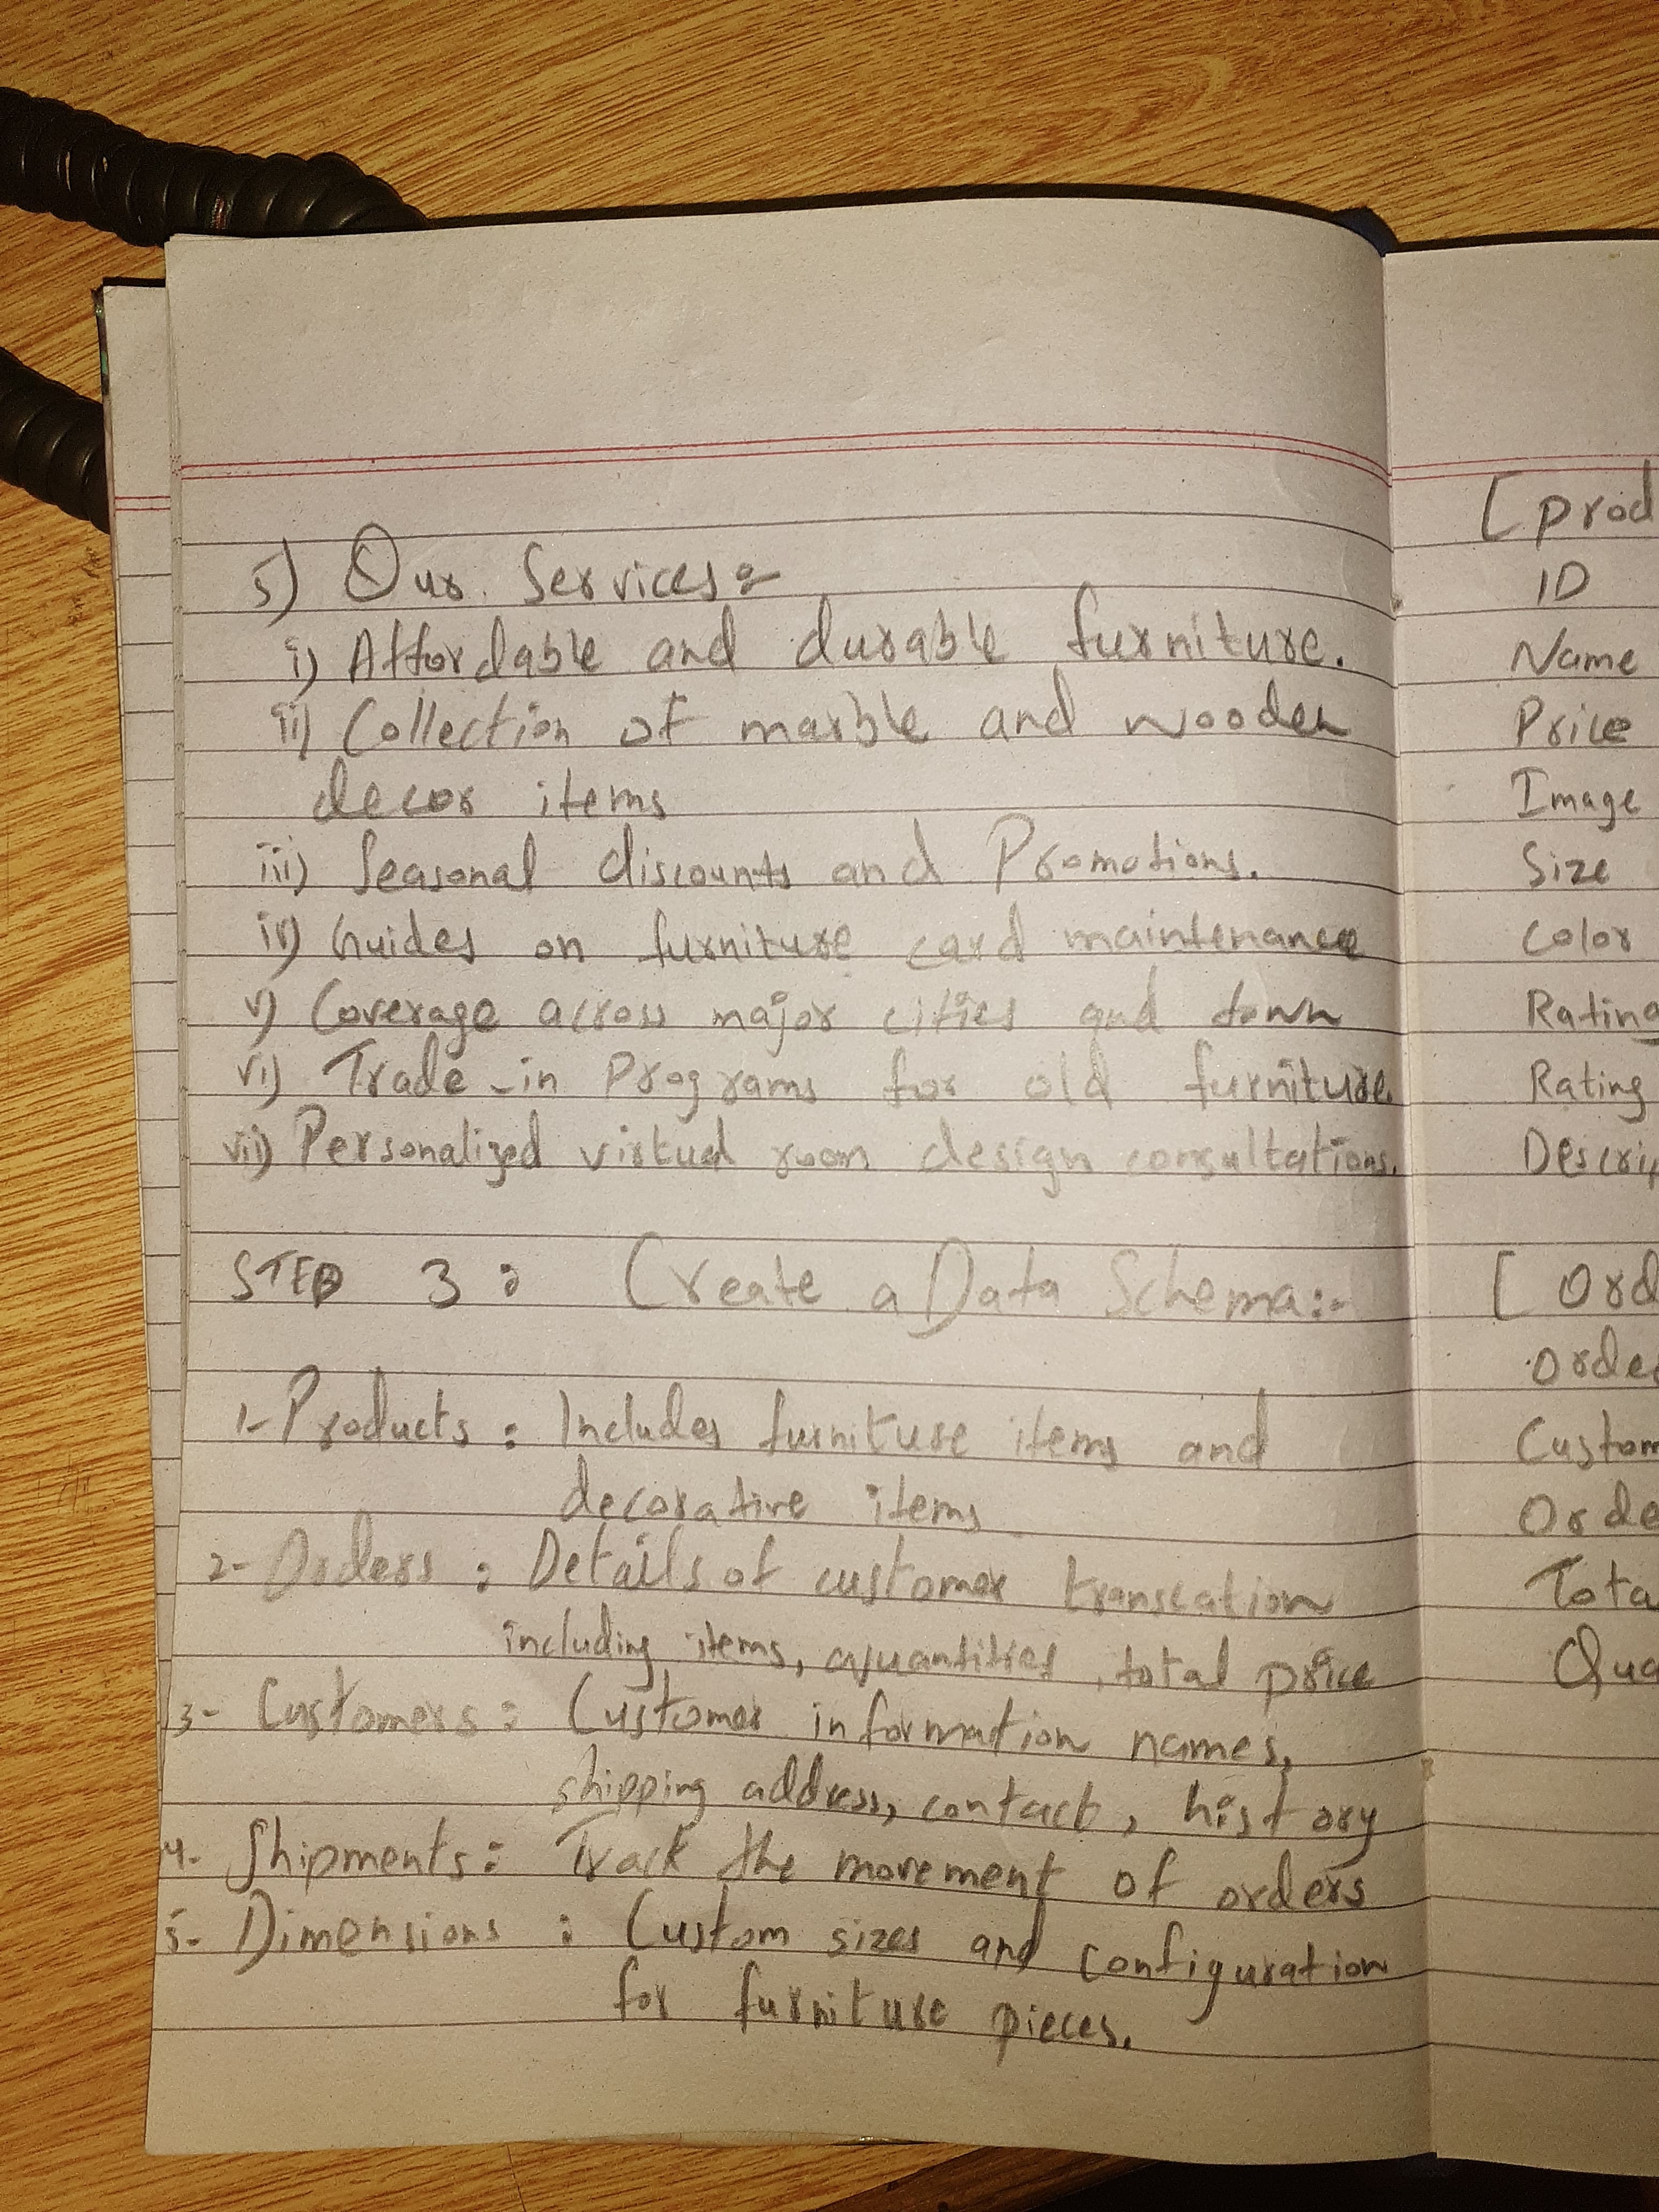 5) Our Services:-
i) Affordable and durable furniture.
ii) Collection of marble and wooden
decor items
iii) Seasonal discounts and Promotions.
iv) Guides on furniture card maintenance
v) Coverage across major cities and town
vi) Trade-in Programs for old furniture.
vii) Personalized virtual room design consultations.
STEP 3: Create a Data Schema:-
1- Products: Includes furniture items and
decorative items
2- Orders: Details of customer transcation
including items, quantities, total price
3- Customers: Customer information names,
shipping address, contact, history
4- Shipments: Track the movement of orders
5- Dimensions: Custom sizes and configuration
for furniture pieces.
[ prod
ID
Name
Price
Image
Size
Color
Rating
Rating
Descrip
[ Ord
Order
Custom
Orde
Tota
Qua